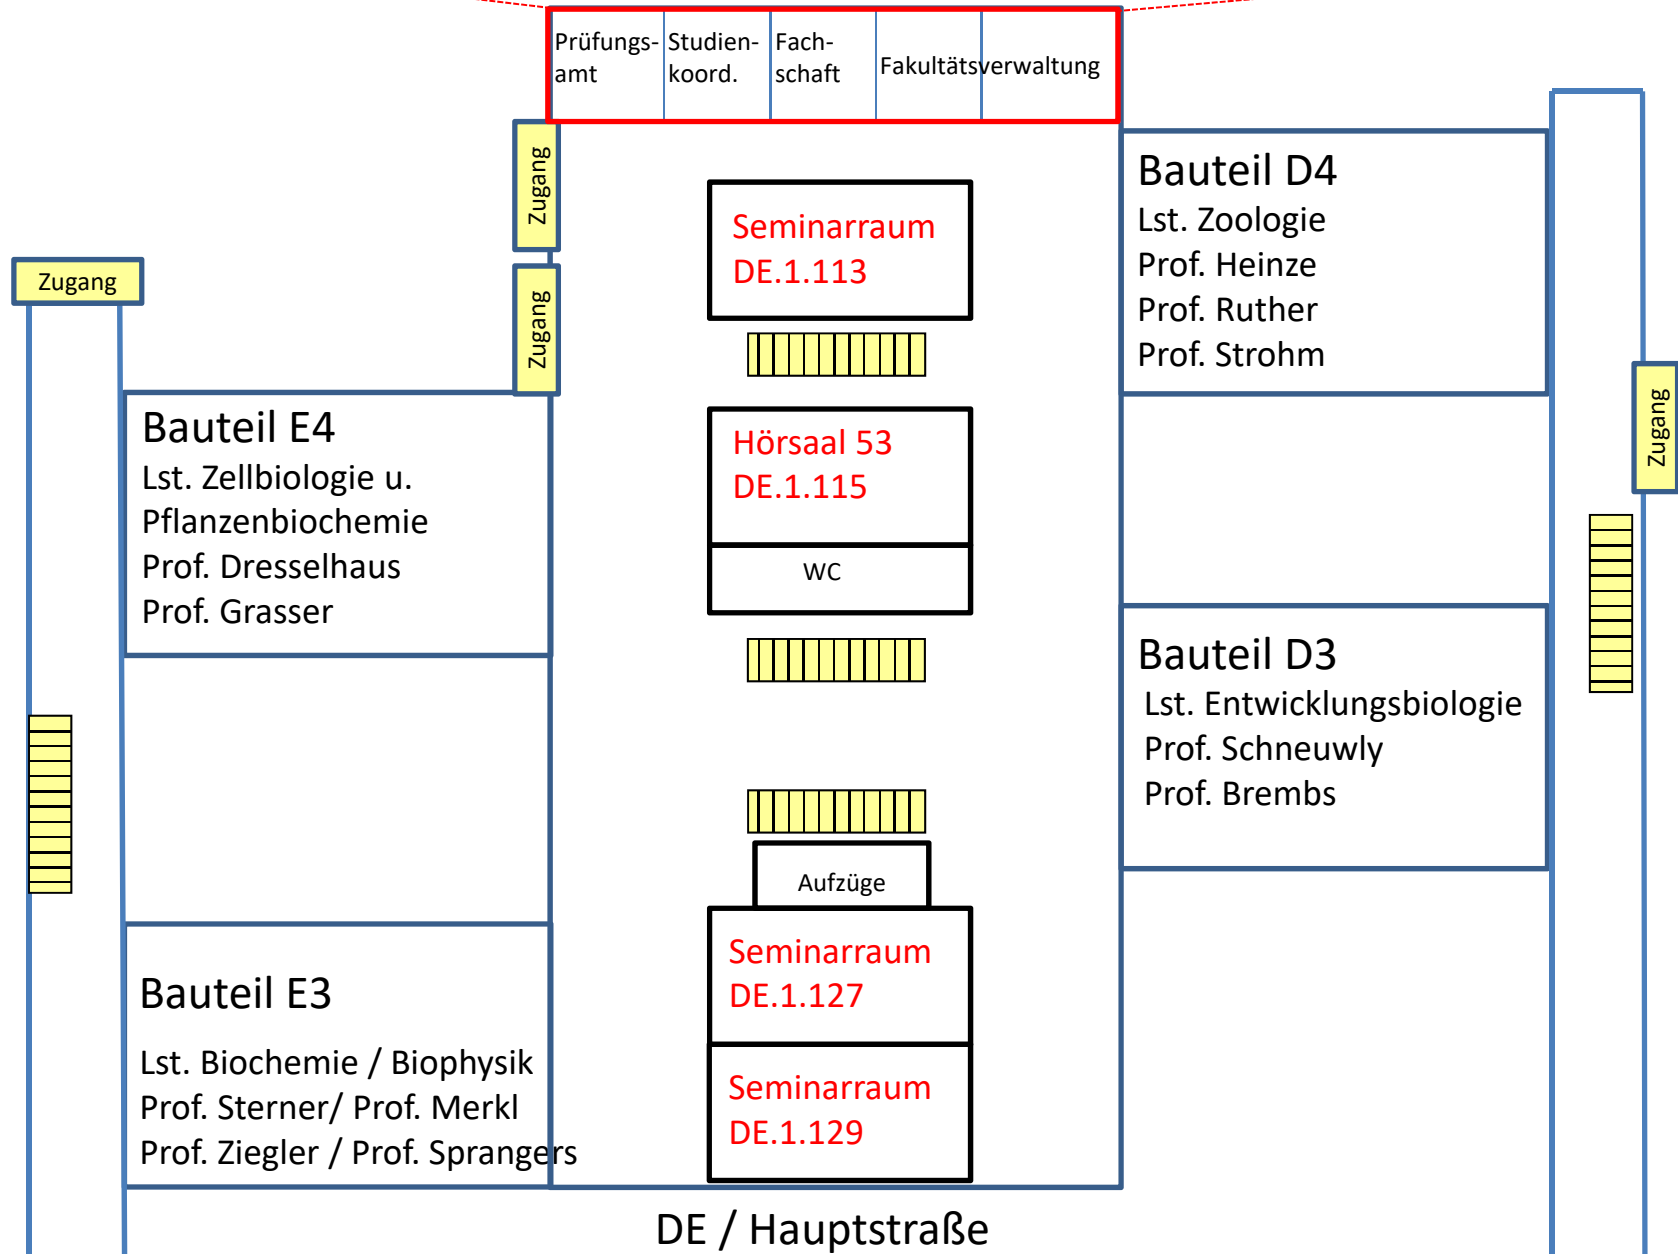 Prüfungs-
amt
Studien-
koord.
Fach-
schaft
Fakultätsverwaltung
Zugang
Zugang
Zugang
Zugang
Seminarraum
DE.1.113
Hörsaal 53
DE.1.115
WC
Aufzüge
Seminarraum
DE.1.127
Seminarraum
DE.1.129
Bauteil D4
Lst. Zoologie
Prof. Heinze
Prof. Ruther
Prof. Strohm
Bauteil E4
Lst. Zellbiologie u.
Pflanzenbiochemie
Prof. Dresselhaus
Prof. Grasser
Bauteil D3
Lst. Entwicklungsbiologie
Prof. Schneuwly
Prof. Brembs
Bauteil E3
Lst. Biochemie / Biophysik
Prof. Sterner/ Prof. Merkl
Prof. Ziegler / Prof. Sprangers
DE / Hauptstraße